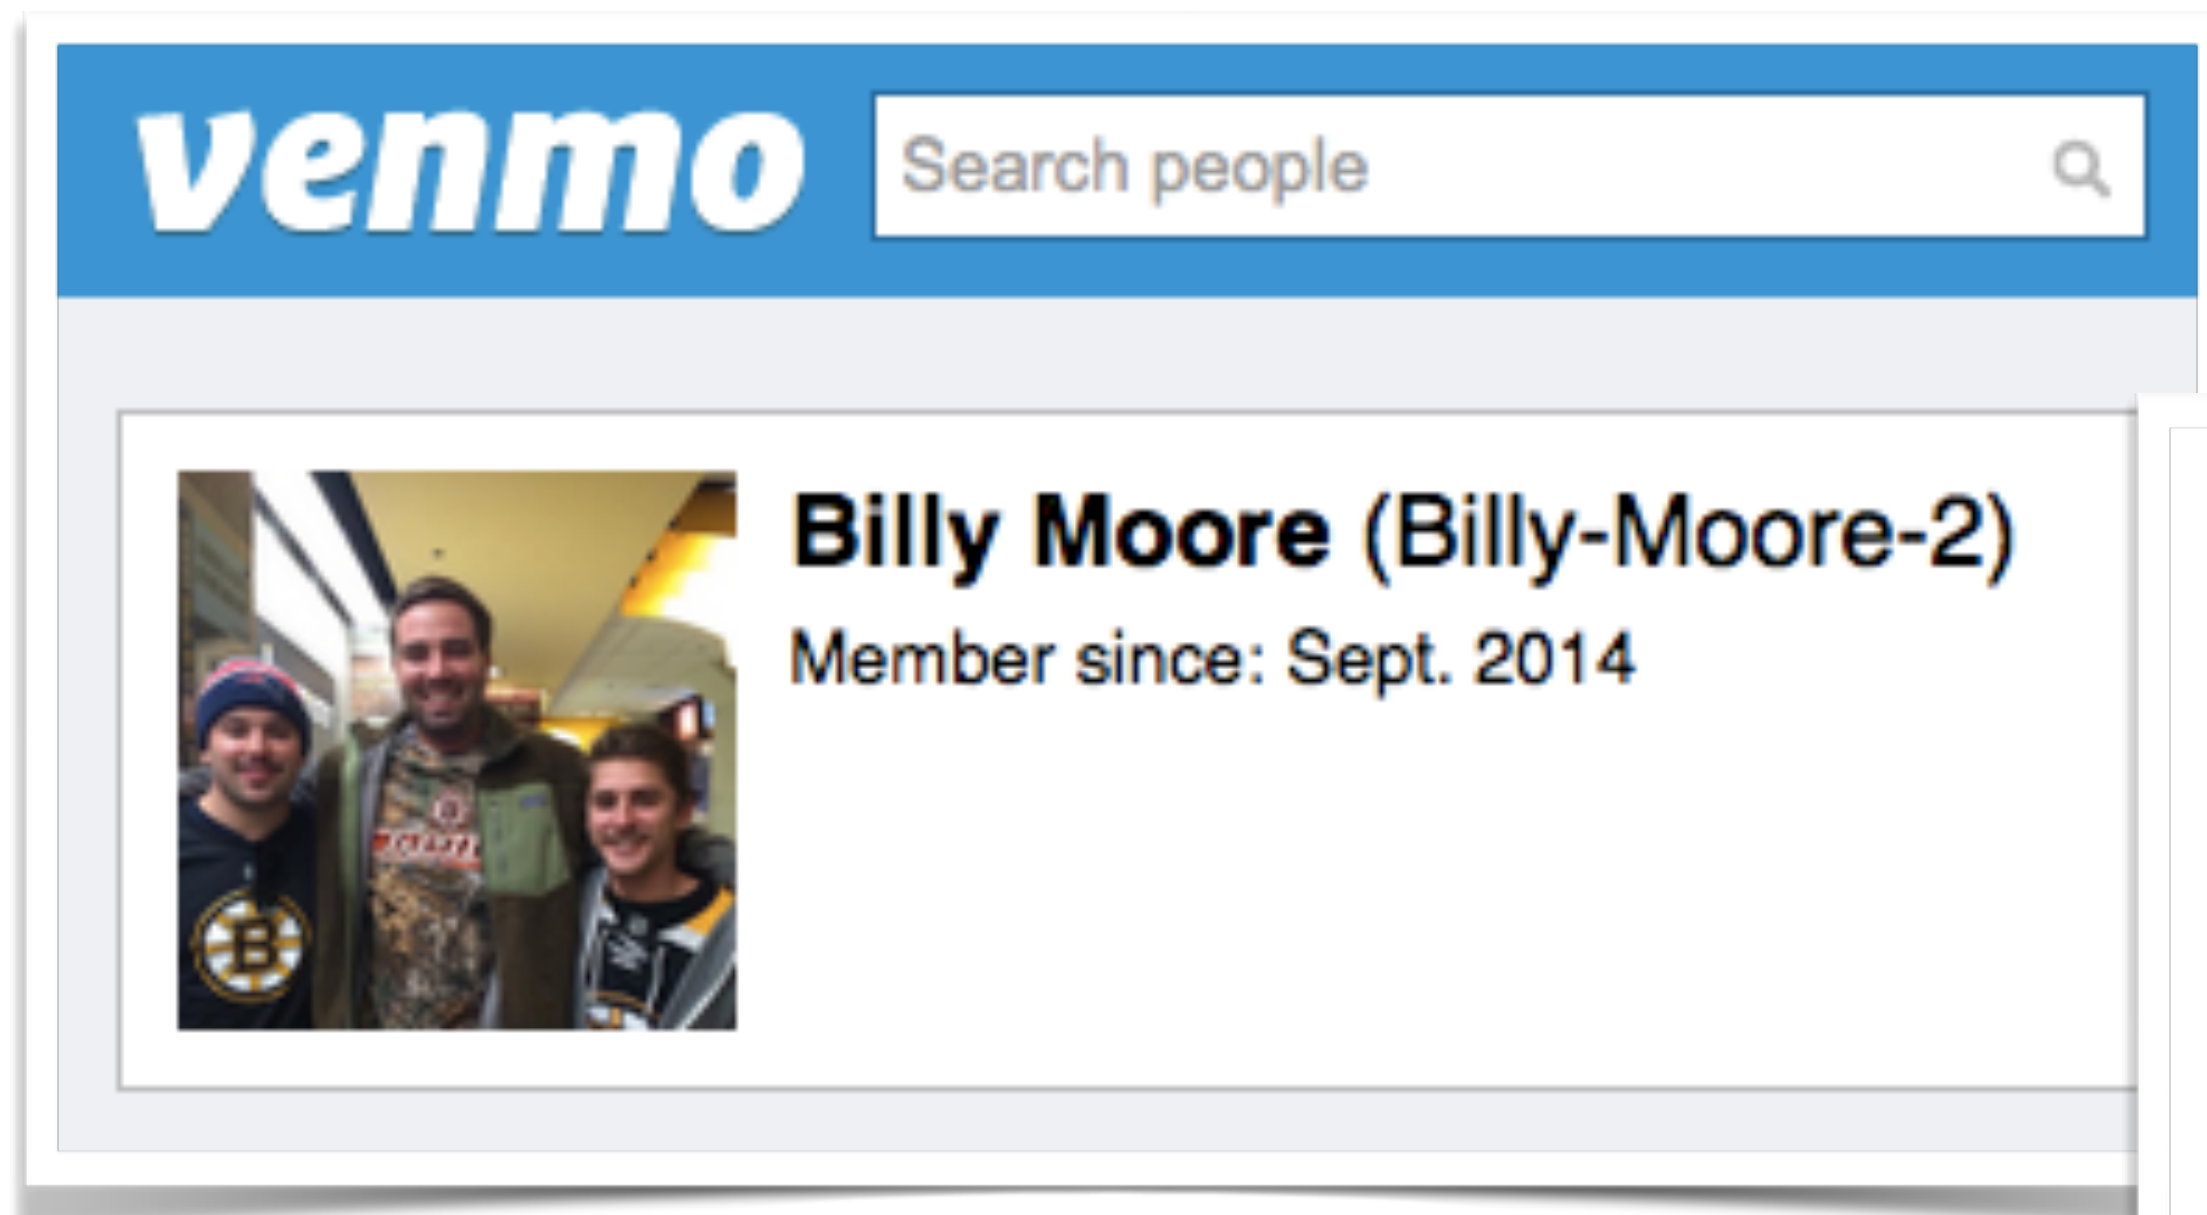 venmo
Search people
Billy Moore (Billy-Moore-2)
Member since: Sept. 2014
B